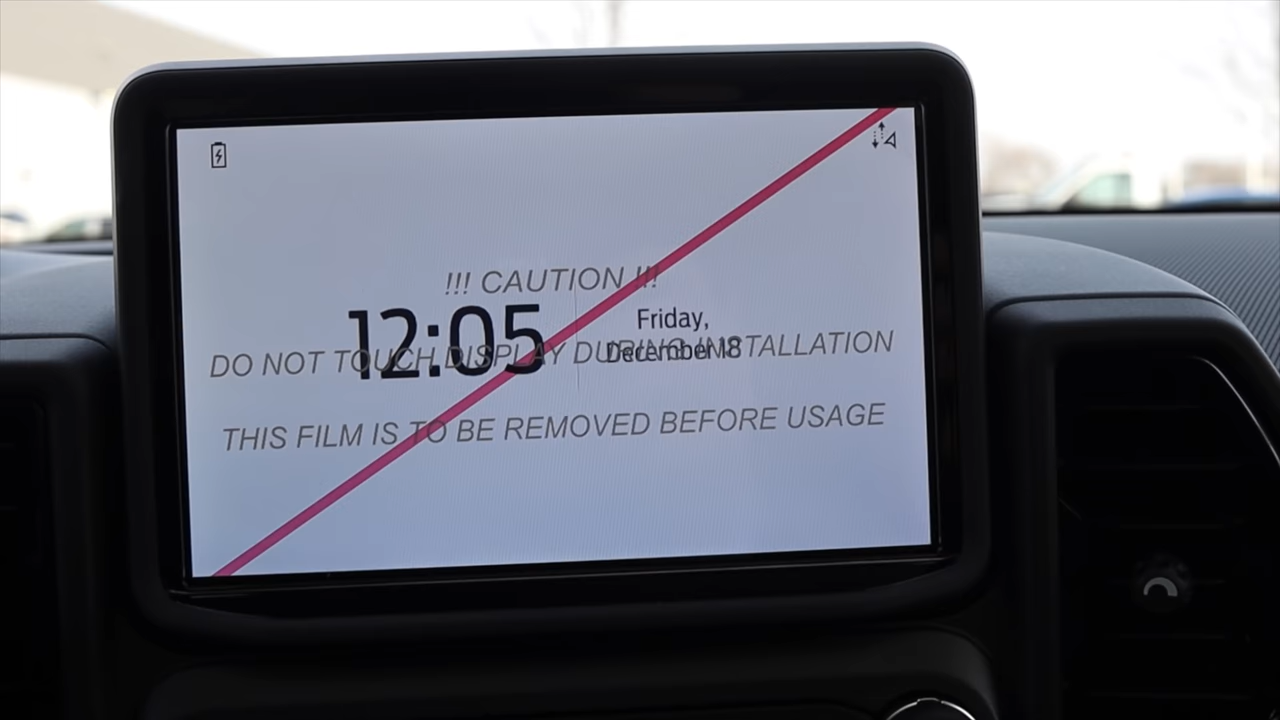 !!! CAUTION !!!
12:05
Friday,
December 18
DO NOT TOUCH DISPLAY DURING INSTALLATION
THIS FILM IS TO BE REMOVED BEFORE USAGE